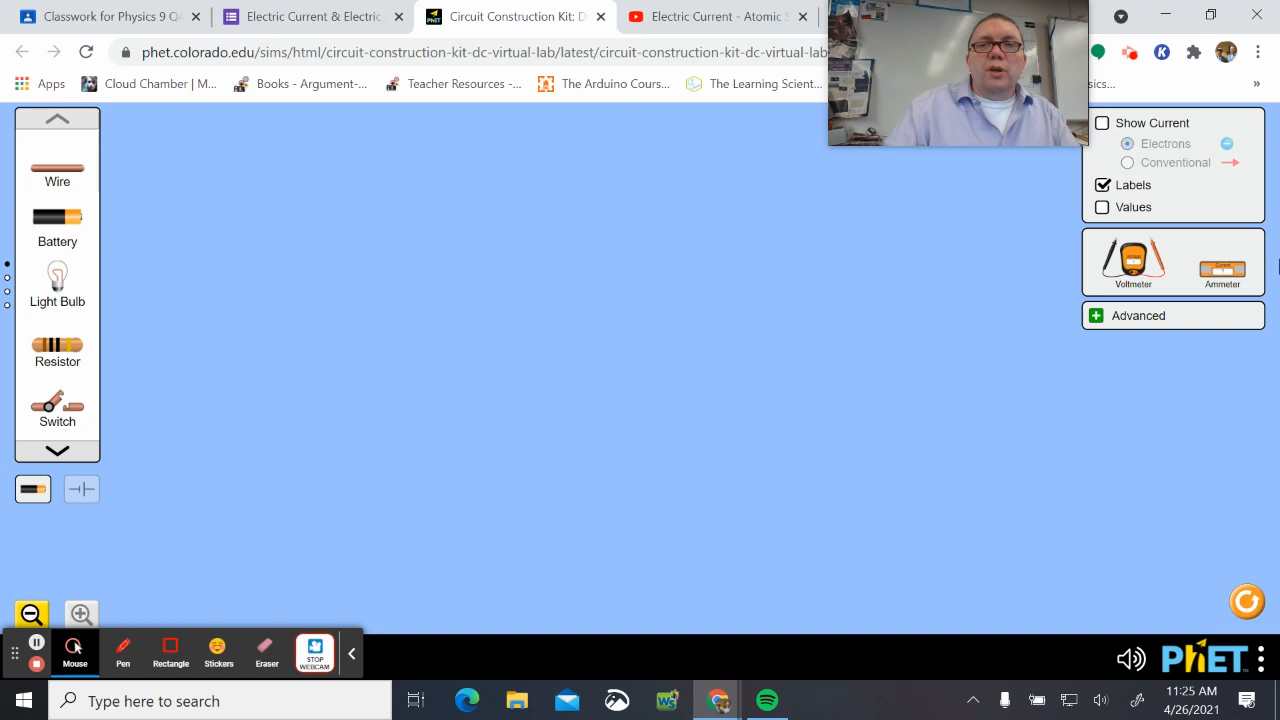 Classwork for Physics 9 G2
Electric Current & Electric
Circuit Construction Kit: D
Electric Current - Atomic S
phet.colorado.edu/sims/html/circuit-construction-kit-dc-virtual-lab/latest/circuit-construction-kit-dc-virtual-lab
Apps
Cloud Chamber | M...
Books - Argument-...
Teacher Resources -...
The Arduino Cours...
The Learning Scient...
sics...
Wire
Battery
Light Bulb
Resistor
Switch
Show Current
Electrons
Conventional
Labels
Values
Voltmeter
Current
Ammeter
Advanced
Mouse
Pen
Rectangle
Stickers
Eraser
STOP
WEBCAM
PhET
Type here to search
11:25 AM
4/26/2021